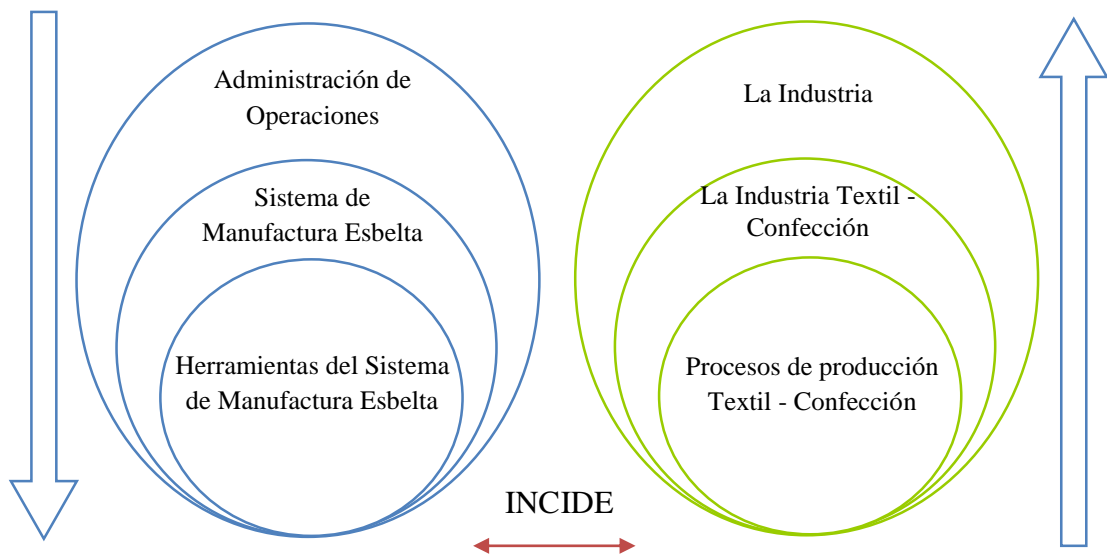 Administración de
Operaciones
Sistema de
Manufactura Esbelta
Herramientas del Sistema
de Manufactura Esbelta
La Industria
La Industria Textil -
Confección
Procesos de producción
Textil - Confección
INCIDE